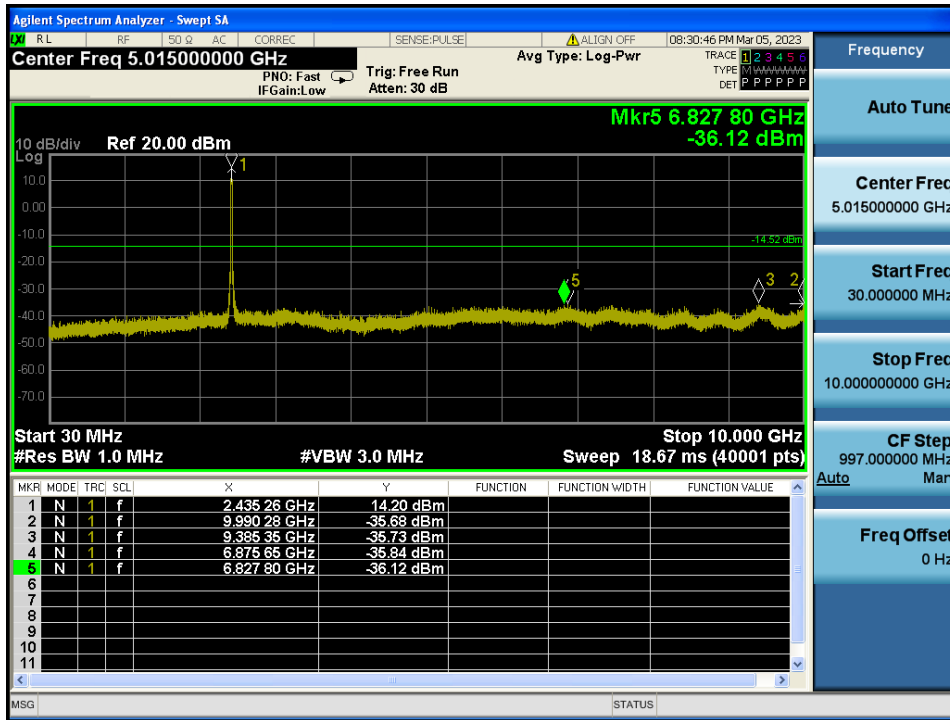 Agilent Spectrum Analyzer - Swept SA
LXI RL RF 50 Ω AC CORREC SENSE:PULSE ALIGN OFF 08:30:46 PM Mar 05, 2023
Center Freq 5.015000000 GHz
PNO: Fast
IFGain:Low
Trig: Free Run
Atten: 30 dB
Avg Type: Log-Pwr
TRACE 1 2 3 4 5 6
TYPE M
DET P P P P P P
Mkr5 6.827 80 GHz
-36.12 dBm
10 dB/div Ref 20.00 dBm
Log
10.0
0.00
-10.0
-20.0
-30.0
-40.0
-50.0
-60.0
-70.0
1
-14.52 dBm
5
3
2
Start 30 MHz Stop 10.000 GHz
#Res BW 1.0 MHz #VBW 3.0 MHz Sweep 18.67 ms (40001 pts)
MKR MODE TRC SCL X Y FUNCTION FUNCTION WIDTH FUNCTION VALUE
1 N 1 f 2.435 26 GHz 14.20 dBm
2 N 1 f 9.990 28 GHz -35.68 dBm
3 N 1 f 9.385 35 GHz -35.73 dBm
4 N 1 f 6.875 65 GHz -35.84 dBm
5 N 1 f 6.827 80 GHz -36.12 dBm
6
7
8
9
10
11
MSG STATUS
Frequency
Auto Tune
Center Freq
5.015000000 GHz
Start Freq
30.000000 MHz
Stop Freq
10.000000000 GHz
CF Step
997.000000 MHz
Auto Man
Freq Offset
0 Hz